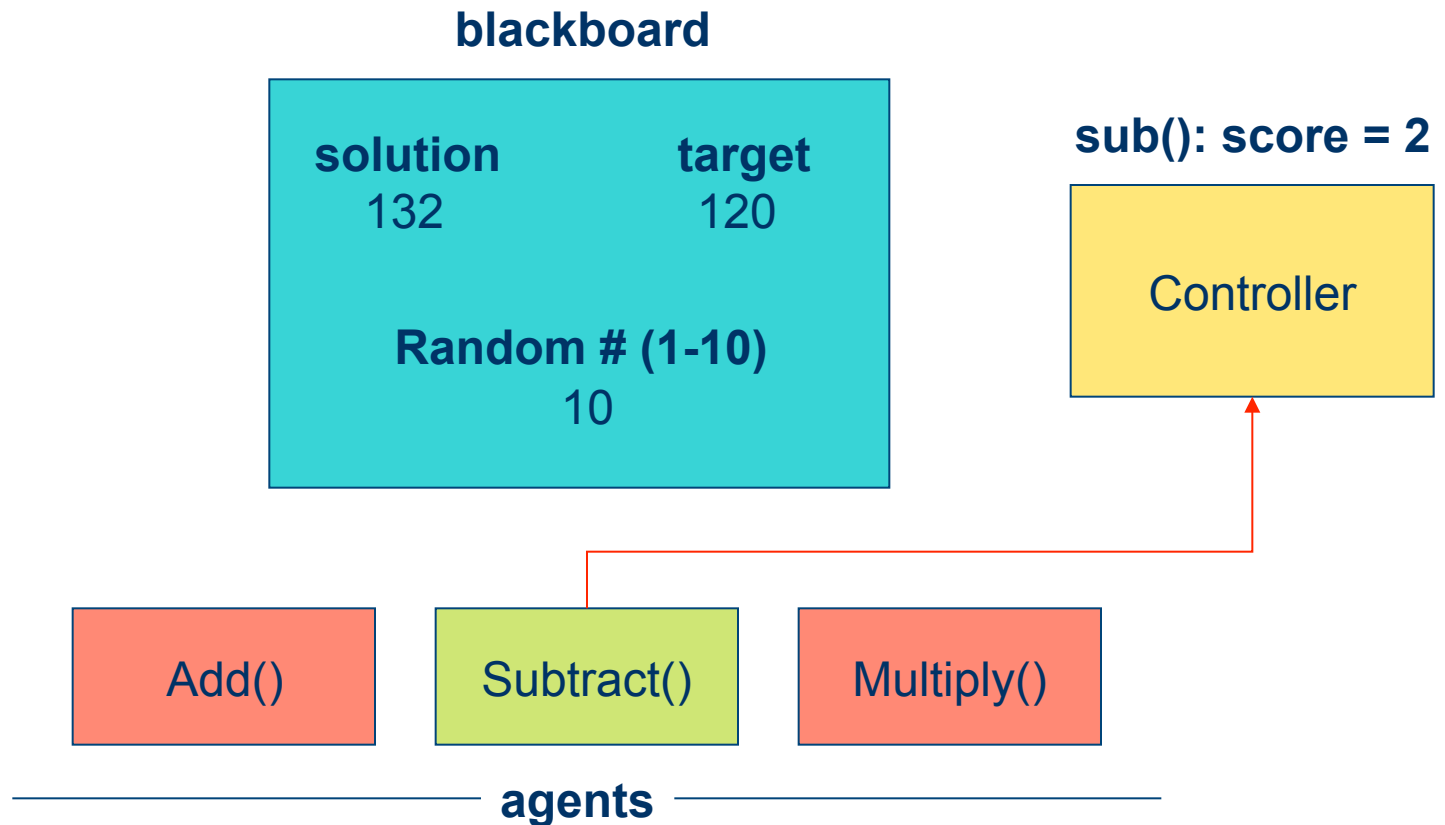 blackboard
solution
132
target
120
Random # (1-10)
10
sub(): score = 2
Controller
Add()
Subtract()
Multiply()
agents